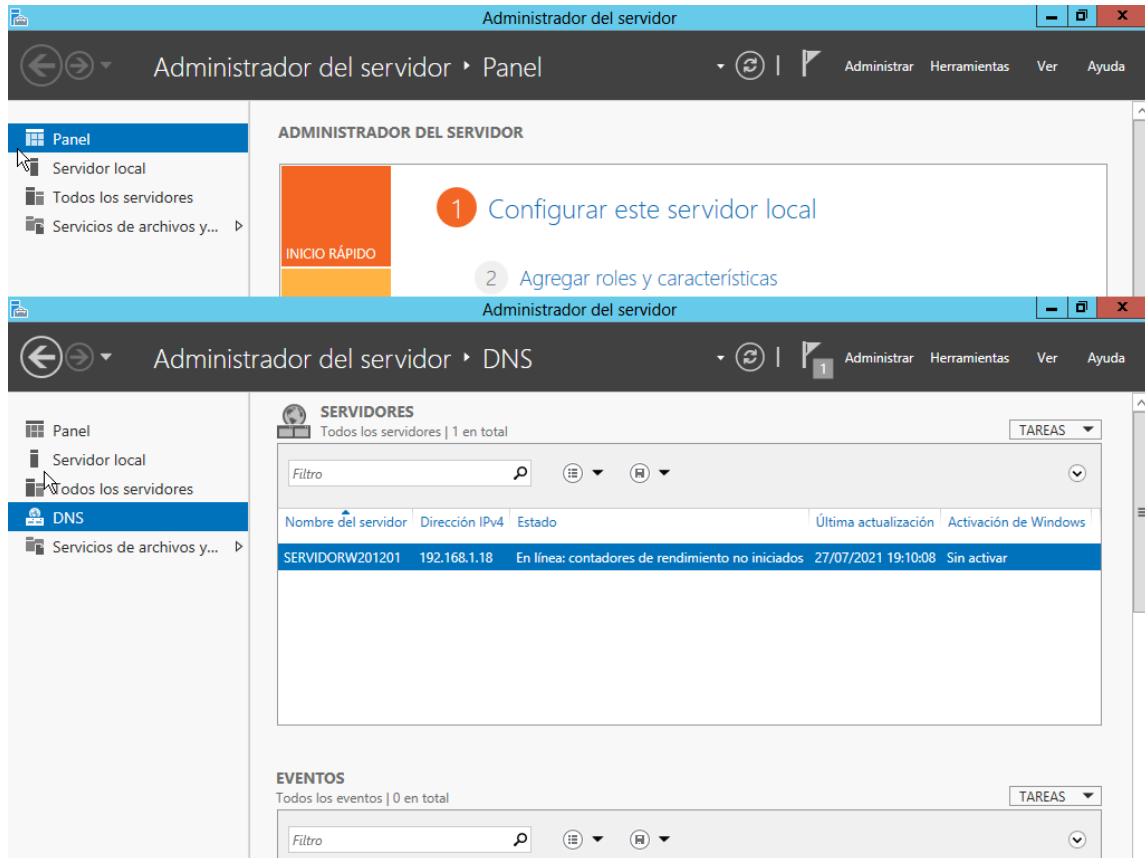 Administrador del servidor
Administrador del servidor ‣ Panel
Administrar Herramientas Ver Ayuda
Panel
Servidor local
Todos los servidores
Servicios de archivos y...
ADMINISTRADOR DEL SERVIDOR
INICIO RÁPIDO
1 Configurar este servidor local
2 Agregar roles y características
Administrador del servidor
Administrador del servidor ‣ DNS
1
Administrar Herramientas Ver Ayuda
Panel
Servidor local
Todos los servidores
DNS
Servicios de archivos y...
SERVIDORES
Todos los servidores | 1 en total
TAREAS
Filtro
Nombre del servidor Dirección IPv4 Estado Última actualización Activación de Windows
SERVIDORW201201 192.168.1.18 En línea: contadores de rendimiento no iniciados 27/07/2021 19:10:08 Sin activar
EVENTOS
Todos los eventos | 0 en total
TAREAS
Filtro